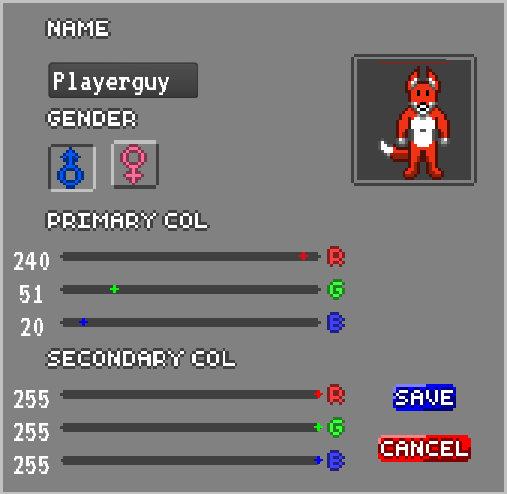 NAME
Playerguy
GENDER
PRIMARY COL
240 R
51 G
20 B
SECONDARY COL
255 R
255 G
255 B
SAVE
CANCEL